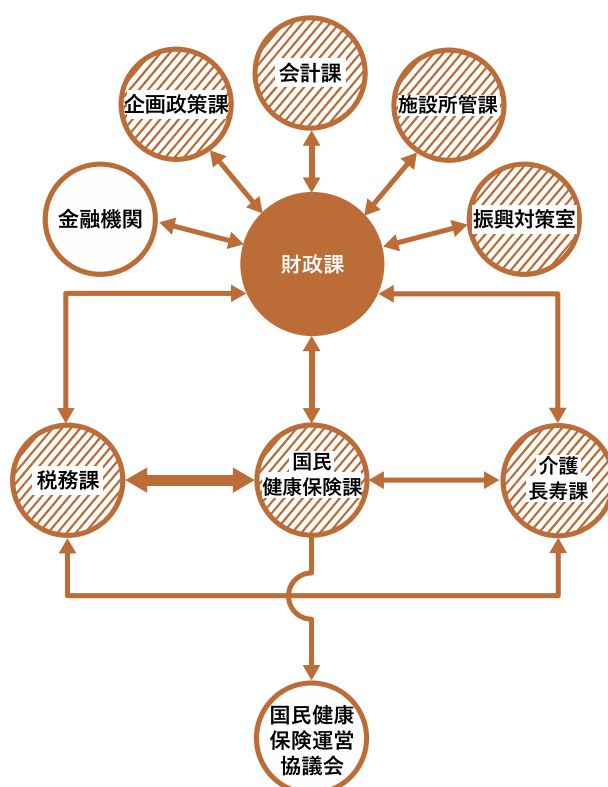 会計課
企画政策課
施設所管課
金融機関
振興対策室
財政課
税務課
国民
健康保険課
介護
長寿課
国民健康
保険運営
協議会